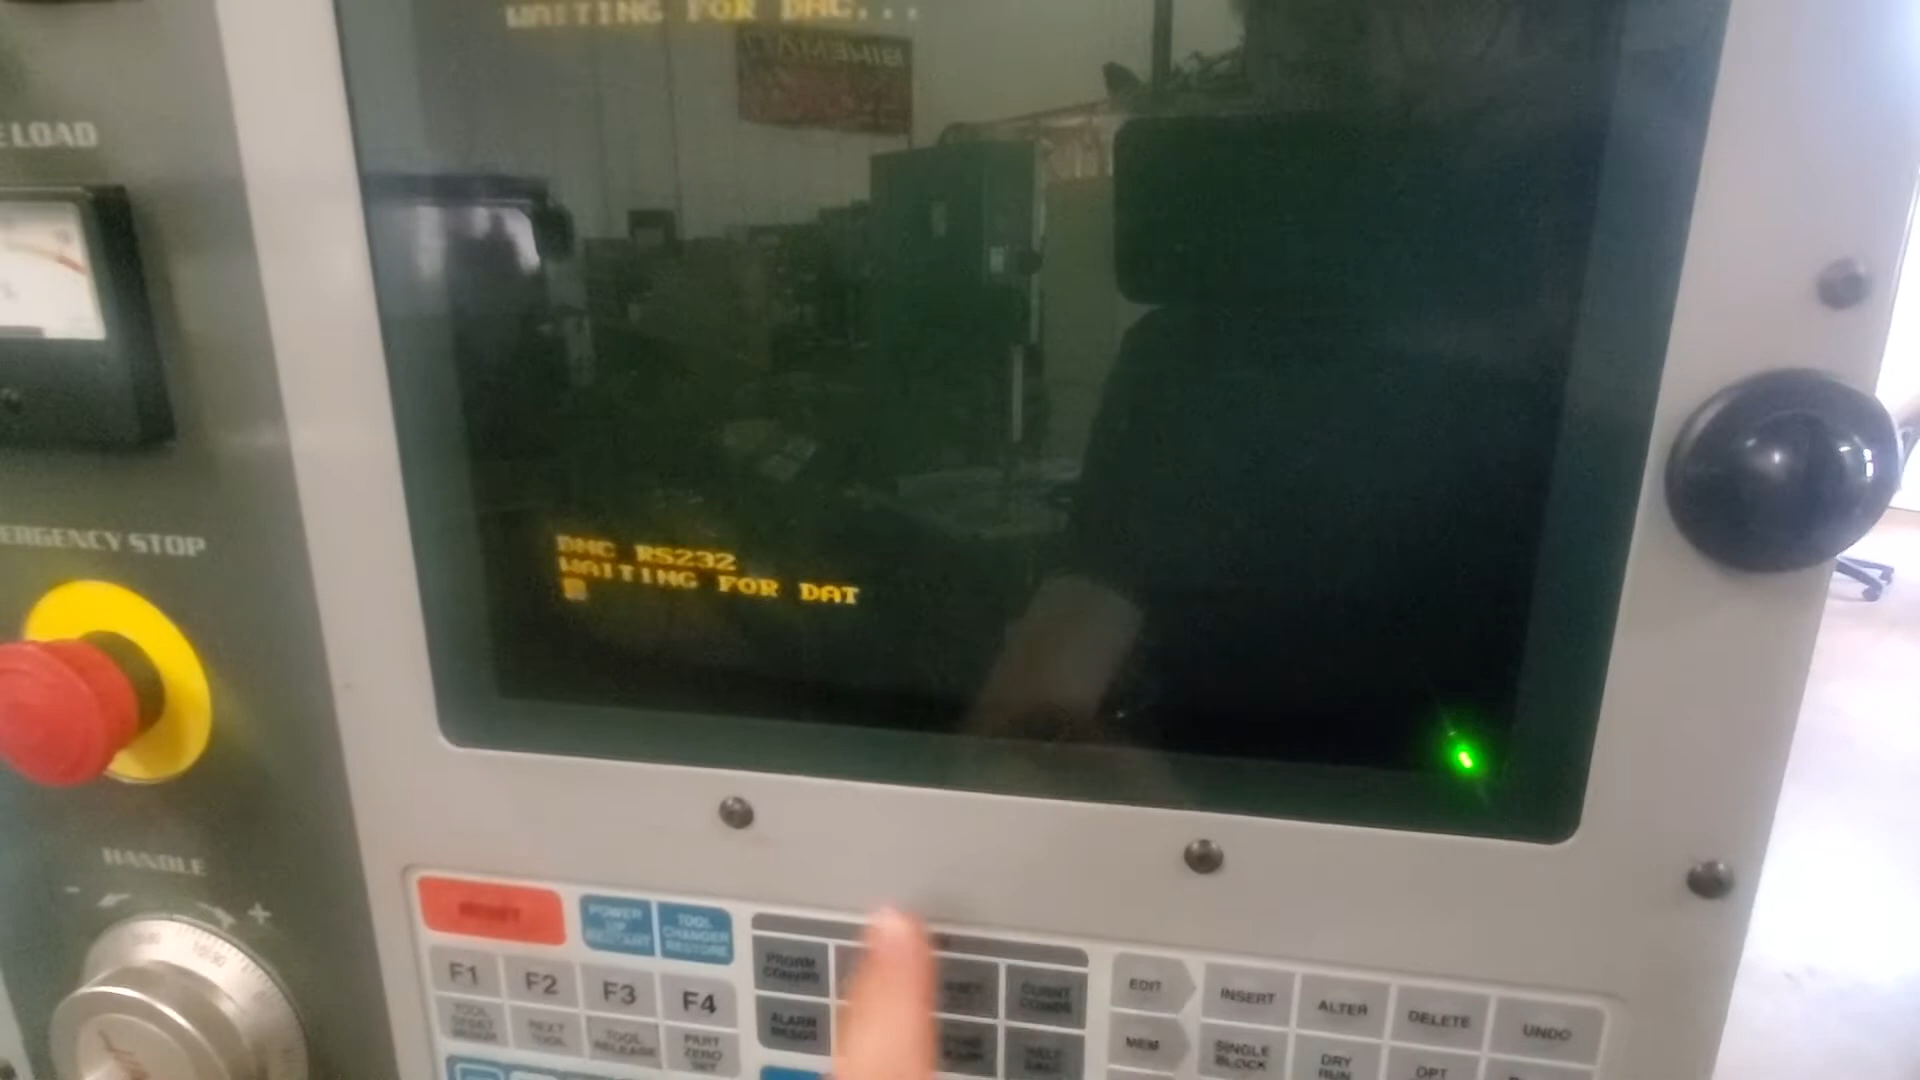 WAITING FOR DNC...
E LOAD
ERGENCY STOP
DNC RS232
WAITING FOR DAT
HANDLE
- +
RESET
POWER
UP
RESTART
TOOL
CHANGER
RESTORE
F1
F2
F3
F4
TOOL
OFSET
MESUR
NEXT
TOOL
TOOL
RELEASE
PART
ZERO
SET
PRGRM
CONVRS
CURNT
COMDS
ALARM
MESGS
HELP
CALC
EDIT
INSERT
ALTER
DELETE
UNDO
MEM
SINGLE
BLOCK
DRY
RUN
OPT